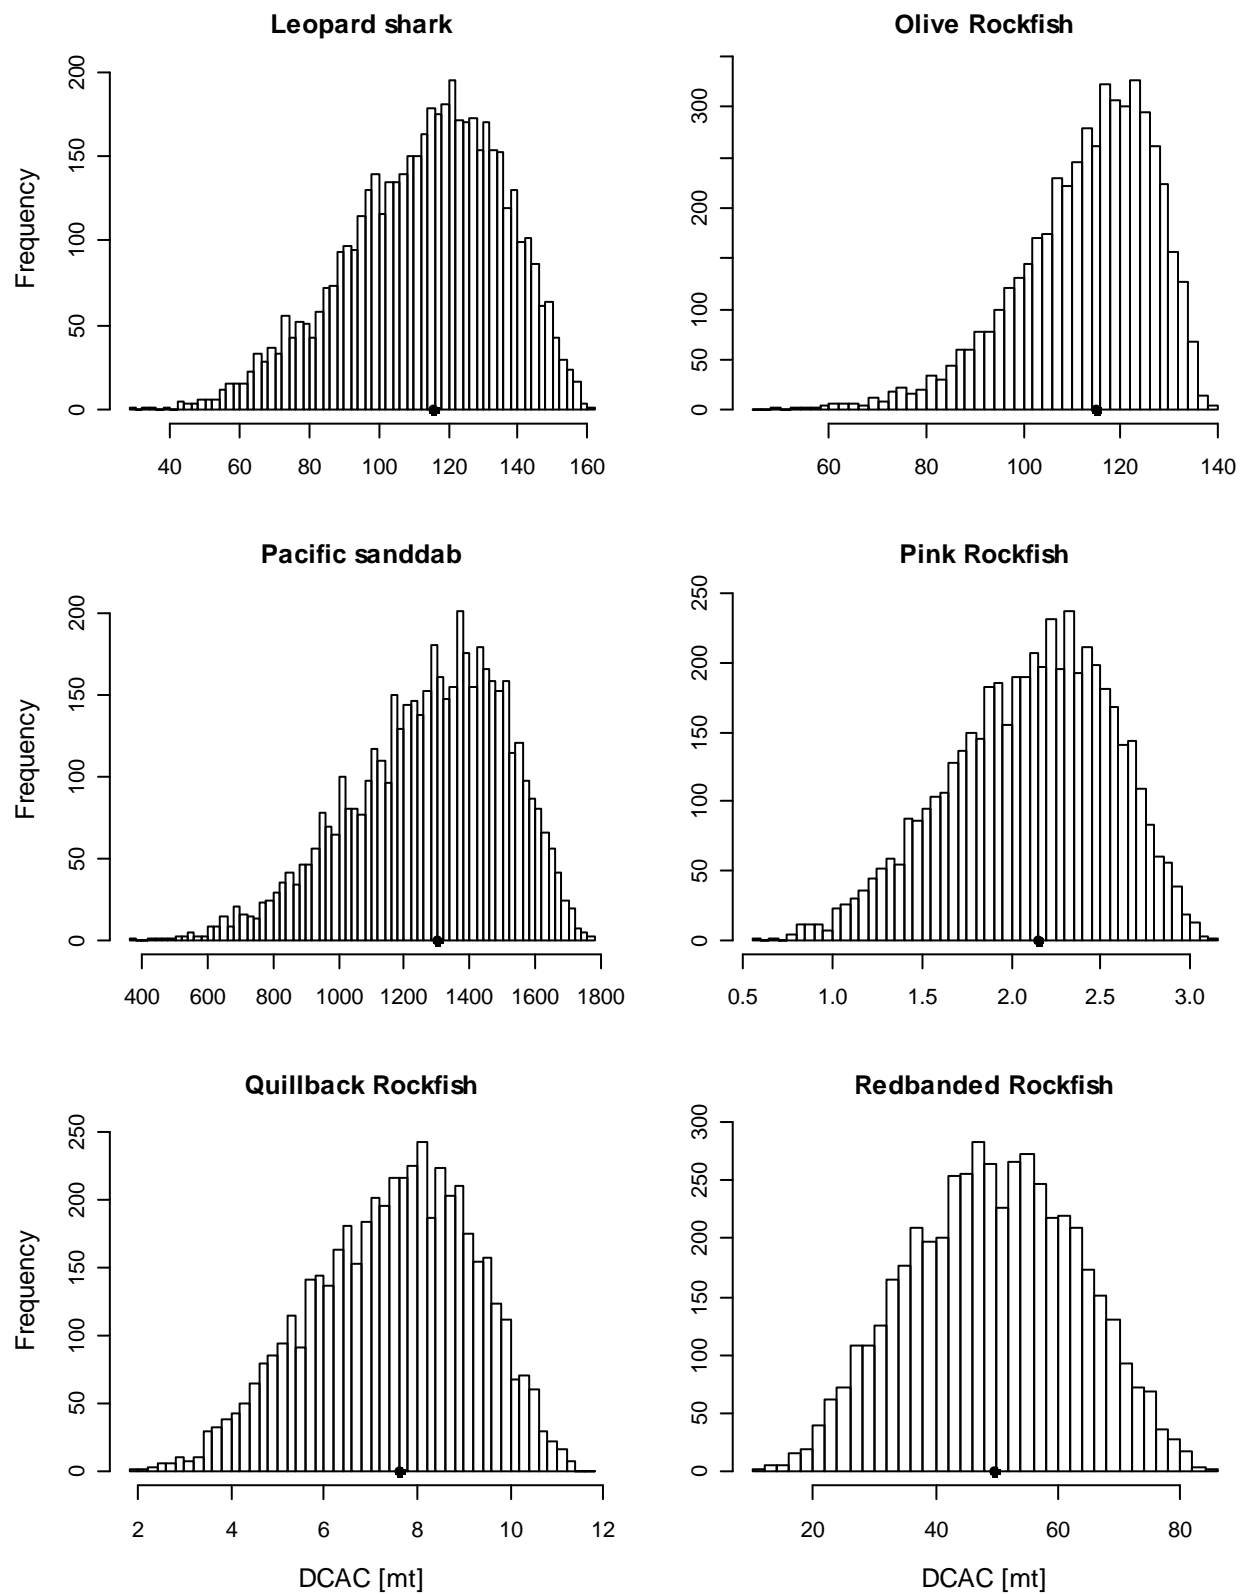 Leopard shark
Frequency
0 50 100 150 200
40 60 80 100 120 140 160
Olive Rockfish
0 50 100 200 300
60 80 100 120 140
Pacific sanddab
Frequency
0 50 100 150 200
400 600 800 1000 1200 1400 1600 1800
Pink Rockfish
0 50 100 150 200 250
0.5 1.0 1.5 2.0 2.5 3.0
Quillback Rockfish
Frequency
0 50 100 150 200 250
2 4 6 8 10 12
DCAC [mt]
Redbanded Rockfish
0 50 100 150 200 250 300
20 40 60 80
DCAC [mt]